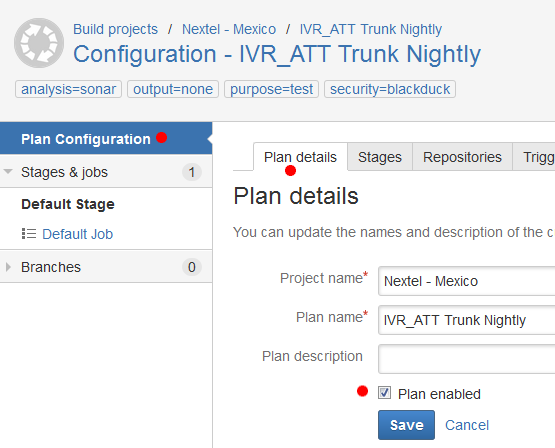 Build projects / Nextel - Mexico / IVR_ATT Trunk Nightly
Configuration - IVR_ATT Trunk Nightly
analysis=sonar output=none purpose=test security=blackduck
Plan Configuration
Stages & jobs 1
Default Stage
Default Job
Branches 0
Plan details Stages Repositories Trigg
Plan details
You can update the names and description of the c
Project name* Nextel - Mexico
Plan name* IVR_ATT Trunk Nightly
Plan description
Plan enabled
Save Cancel